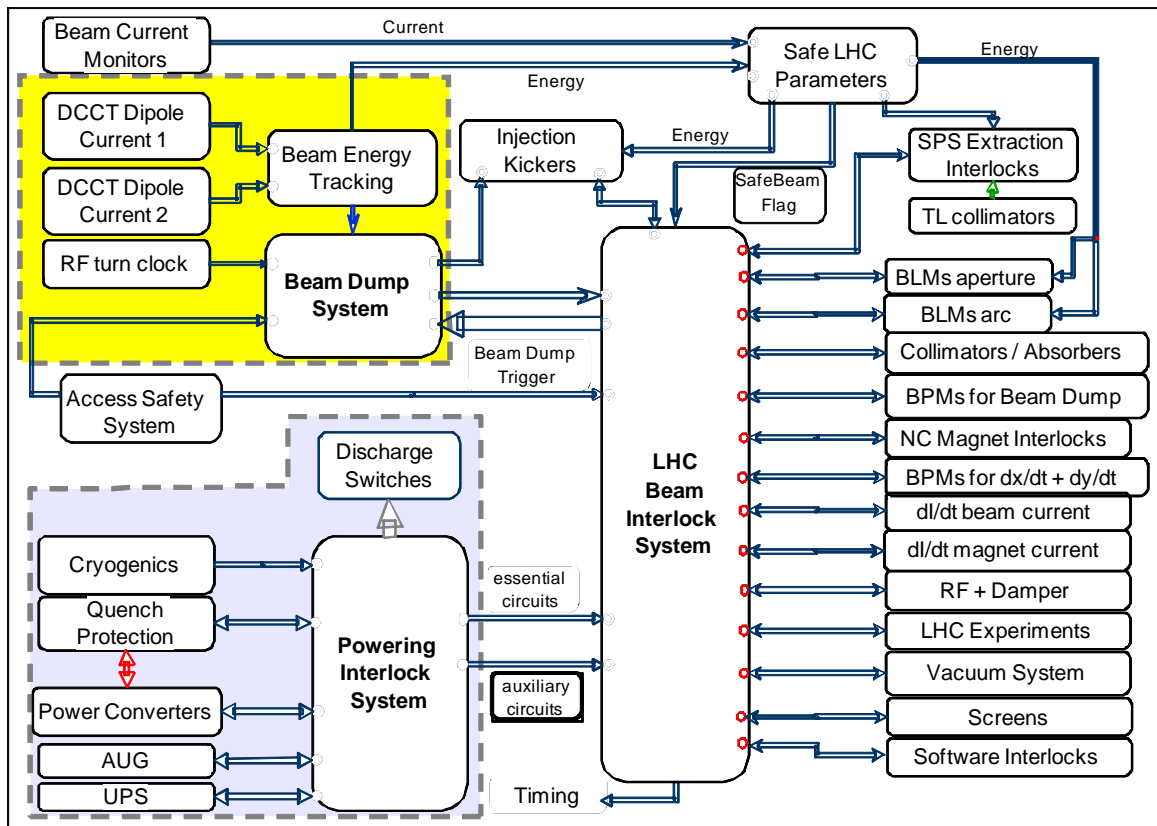 Beam Current
Monitors
Current
Safe LHC
Parameters
Energy
Energy
DCCT Dipole
Current 1
Beam Energy
Tracking
Injection
Kickers
Energy
SPS Extraction
Interlocks
DCCT Dipole
Current 2
SafeBeam
Flag
TL collimators
RF turn clock
Beam Dump
System
BLMs aperture
BLMs arc
Beam Dump
Trigger
Collimators / Absorbers
Access Safety
System
BPMs for Beam Dump
NC Magnet Interlocks
Discharge
Switches
LHC
Beam
Interlock
System
BPMs for dx/dt + dy/dt
dI/dt beam current
dI/dt magnet current
Cryogenics
essential
circuits
RF + Damper
Quench
Protection
LHC Experiments
Powering
Interlock
System
Vacuum System
auxiliary
circuits
Power Converters
Screens
AUG
Software Interlocks
UPS
Timing